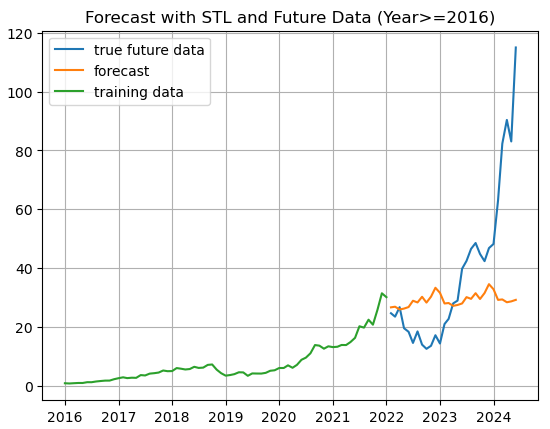 Forecast with STL and Future Data (Year>=2016)
true future data
forecast
training data
120
100
80
60
40
20
0
2016 2017 2018 2019 2020 2021 2022 2023 2024